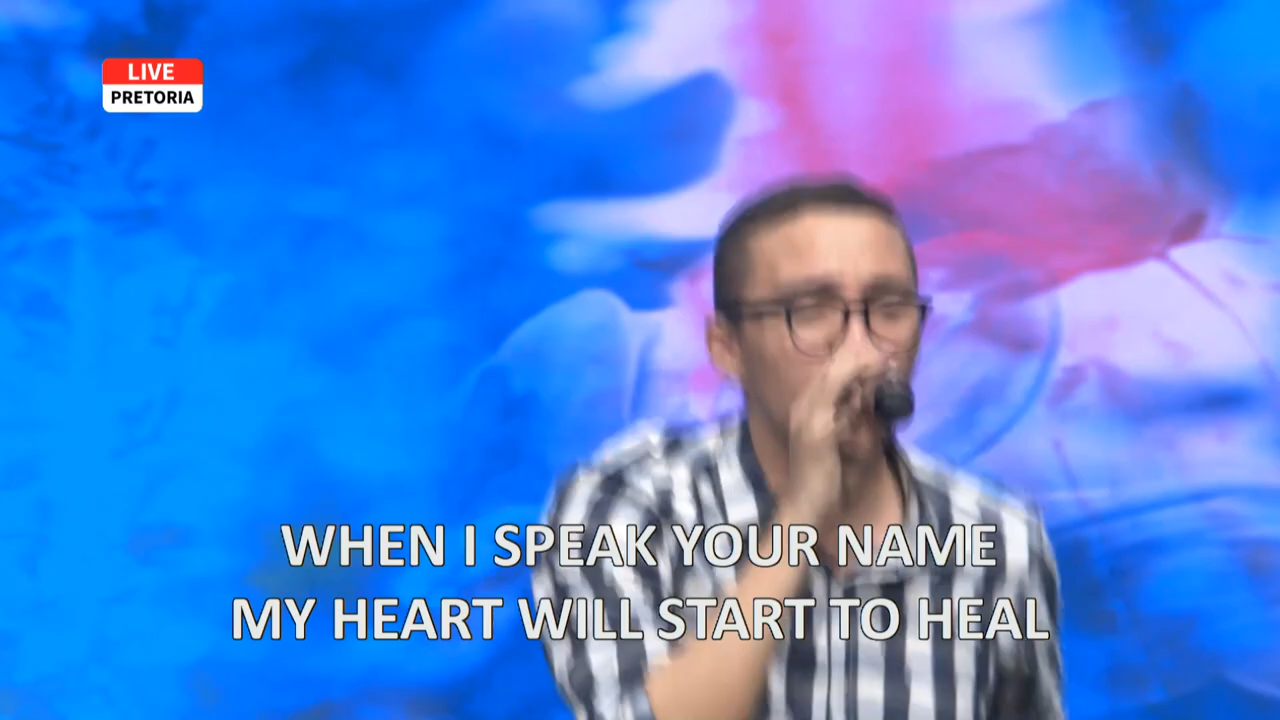 LIVE
PRETORIA
WHEN I SPEAK YOUR NAME
MY HEART WILL START TO HEAL